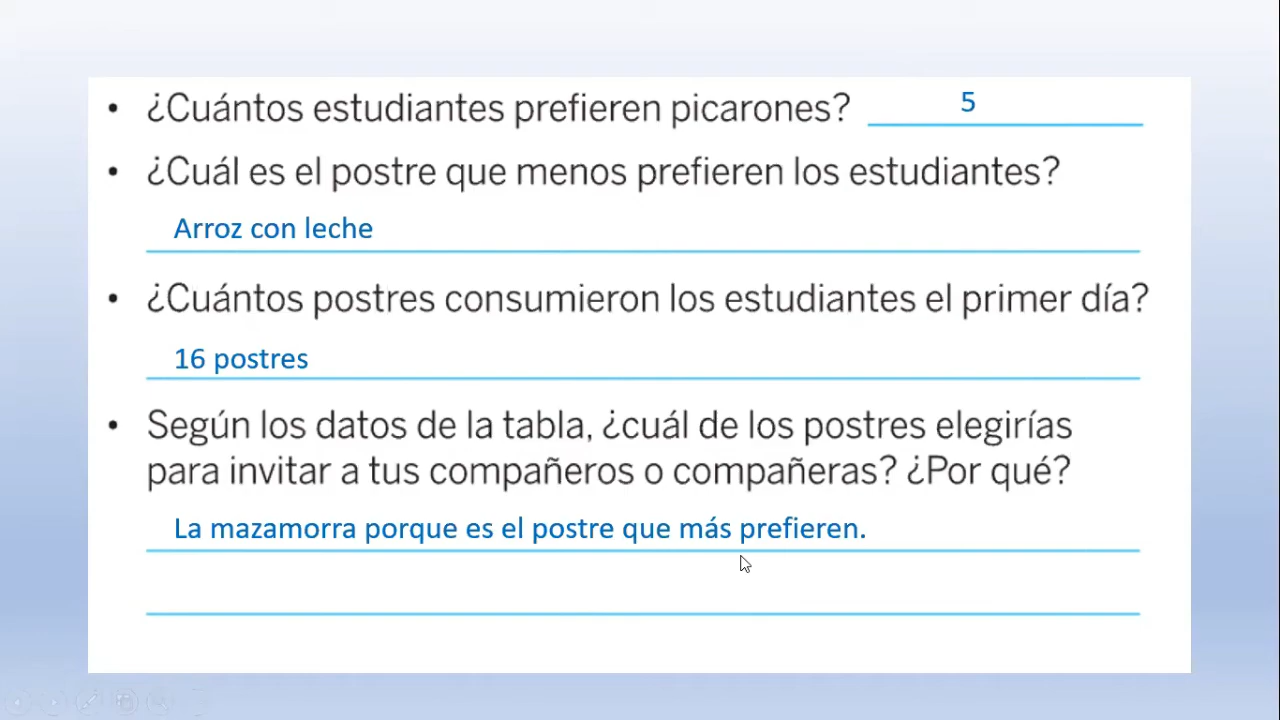 • ¿Cuántos estudiantes prefieren picarones? 5
• ¿Cuál es el postre que menos prefieren los estudiantes?
Arroz con leche
• ¿Cuántos postres consumieron los estudiantes el primer día?
16 postres
• Según los datos de la tabla, ¿cuál de los postres elegirías
para invitar a tus compañeros o compañeras? ¿Por qué?
La mazamorra porque es el postre que más prefieren.